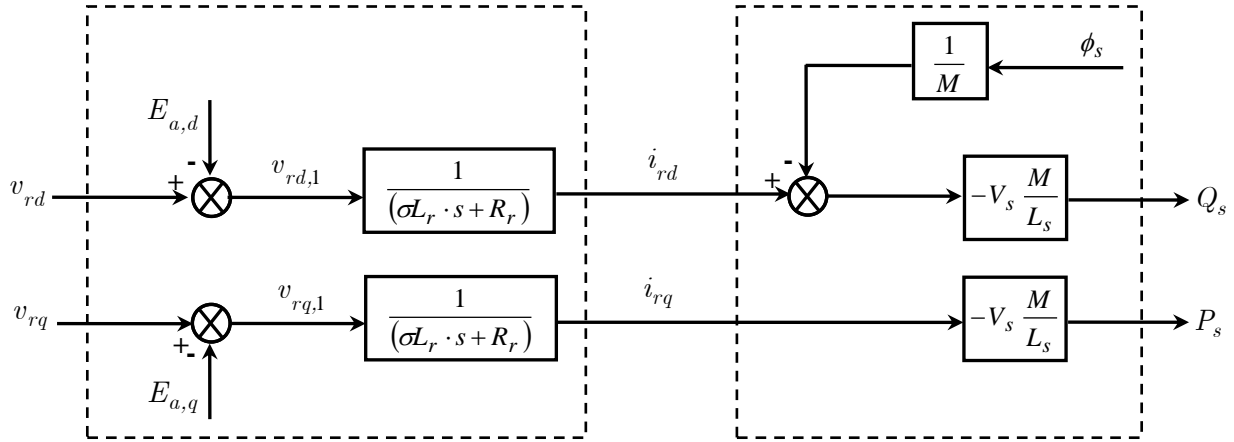 1/M
ϕ_s
E_{a,d}
-
-
v_{rd}
+
v_{rd,1}
1/(σL_r · s + R_r)
i_{rd}
+
-V_s M/L_s
Q_s
v_{rq}
+
-
v_{rq,1}
1/(σL_r · s + R_r)
i_{rq}
-V_s M/L_s
P_s
E_{a,q}